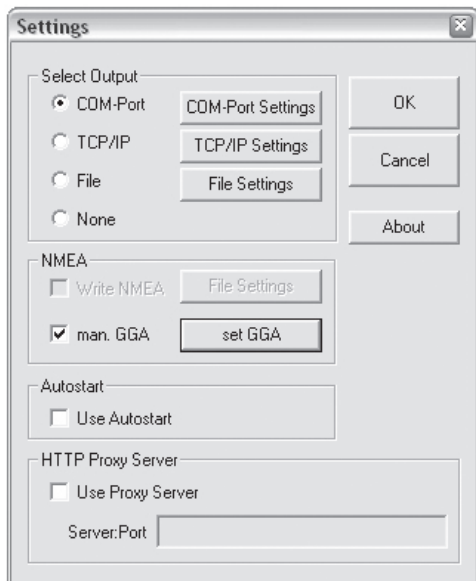 Settings
Select Output
COM-Port
COM-Port Settings
TCP/IP
TCP/IP Settings
File
File Settings
None
OK
Cancel
About
NMEA
Write NMEA
File Settings
man. GGA
set GGA
Autostart
Use Autostart
HTTP Proxy Server
Use Proxy Server
Server:Port